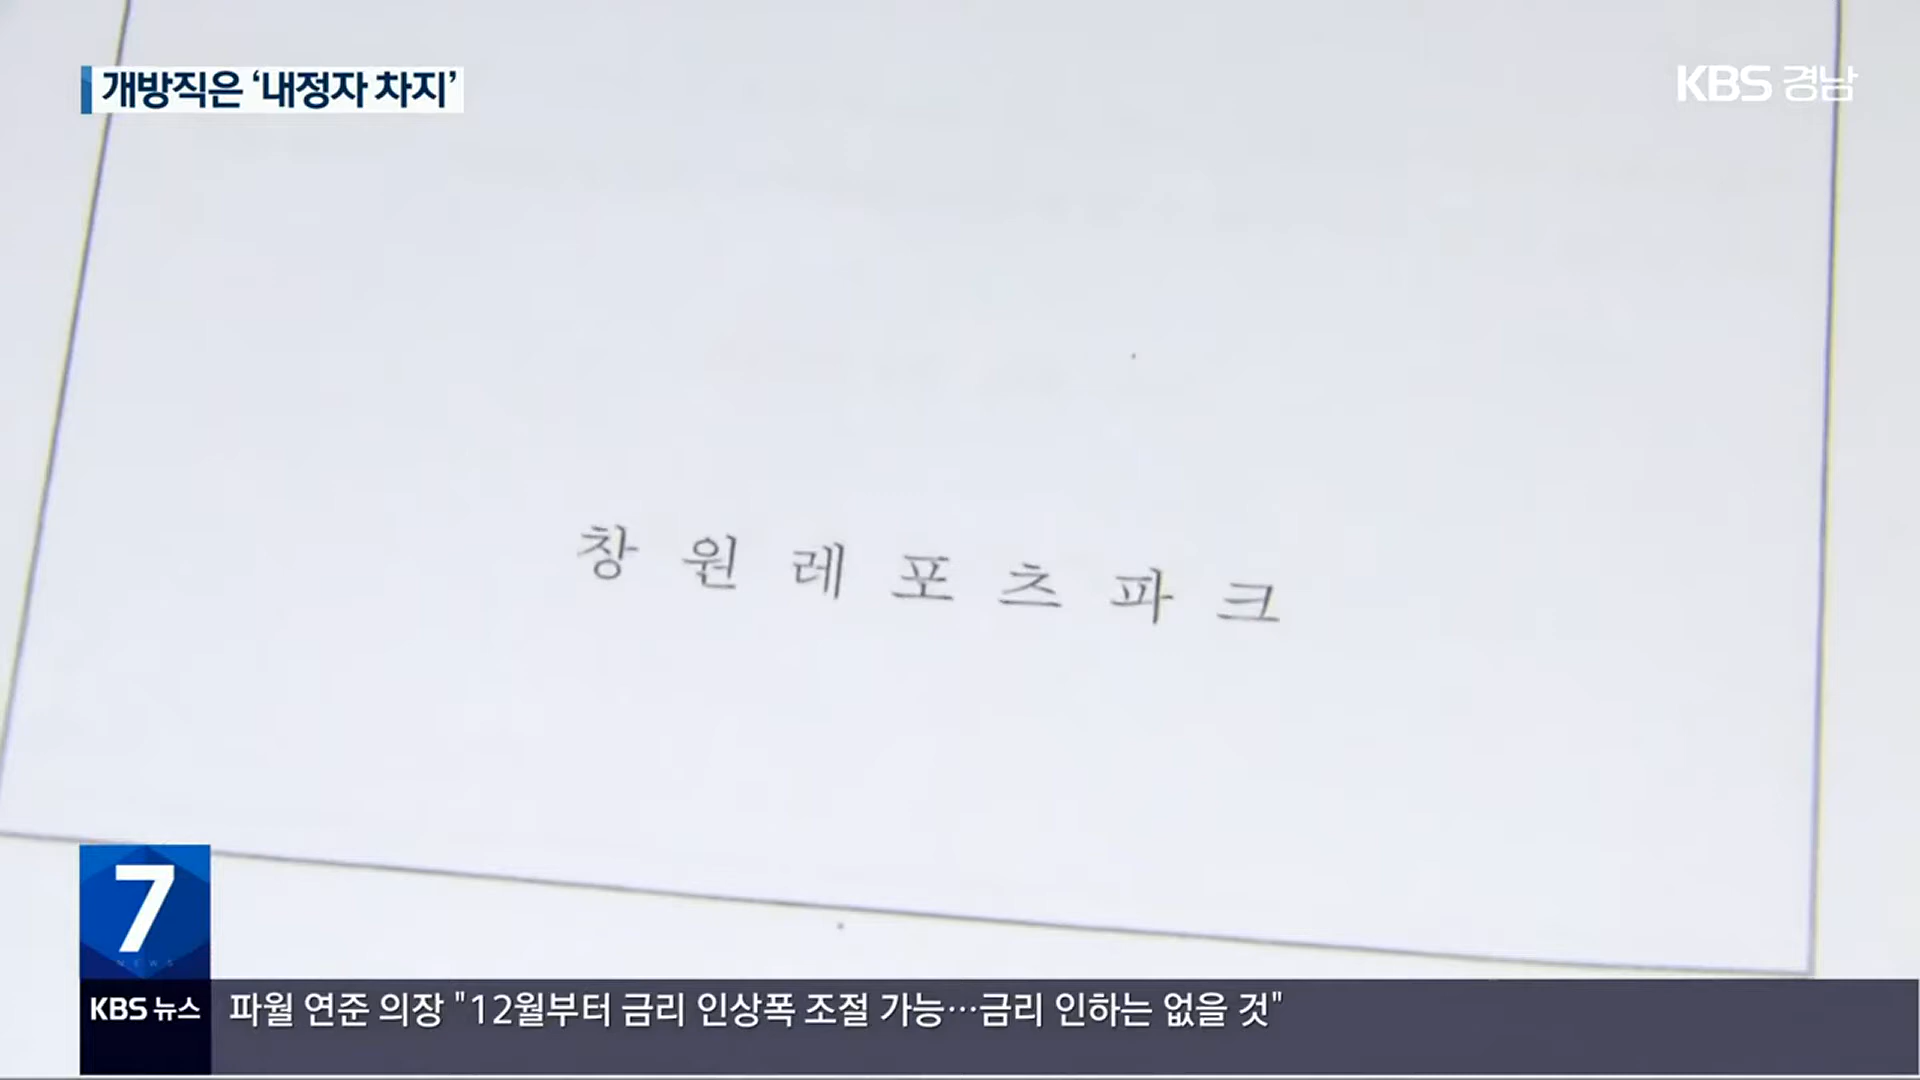 개방직은 ‘내정자 차지’
KBS 경남
창 원 레 포 츠 파 크
7
NEWS
KBS 뉴스
파월 연준 의장 "12월부터 금리 인상폭 조절 가능…금리 인하는 없을 것"